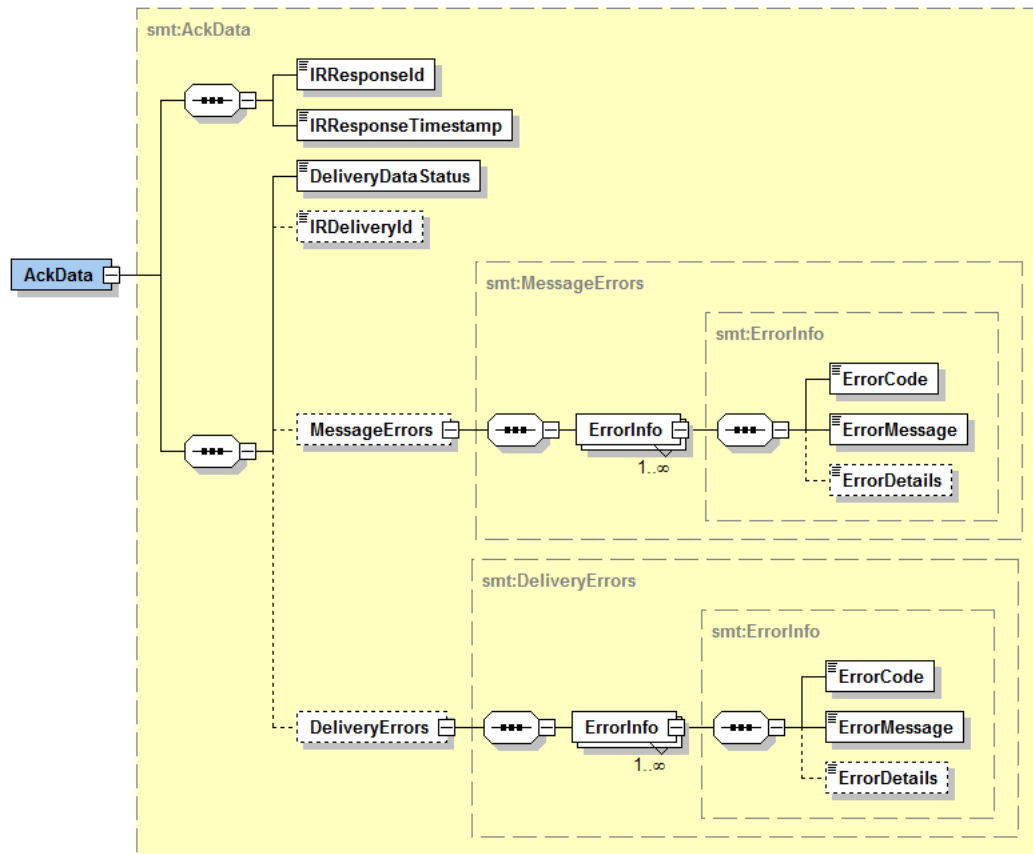 smt:AckData
IRResponseId
IRResponseTimestamp
DeliveryDataStatus
IRDeliveryId
AckData
smt:MessageErrors
smt:ErrorInfo
ErrorCode
MessageErrors
ErrorInfo
ErrorMessage
1..∞
ErrorDetails
smt:DeliveryErrors
smt:ErrorInfo
ErrorCode
DeliveryErrors
ErrorInfo
ErrorMessage
1..∞
ErrorDetails